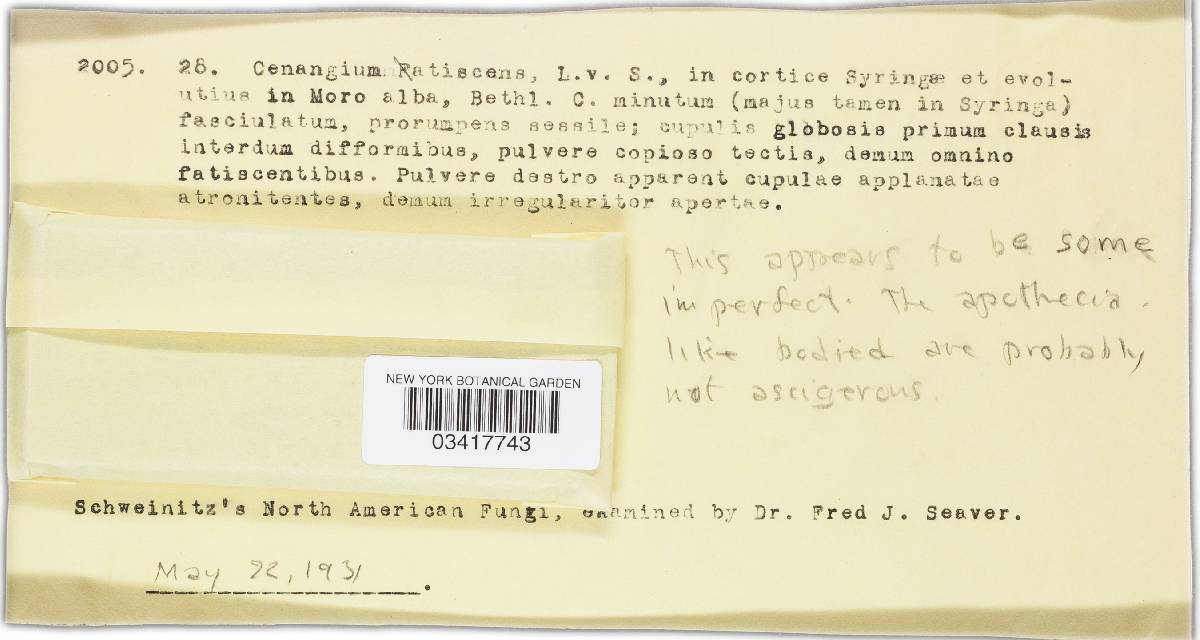 2005. 28. Cenangium Fatiscens, L.v. S., in cortice Syringæ et evol-
utius in Moro alba, Bethl. C. minutum (majus tamen in Syringa)
fasciulatum, prorumpens sessile; cupulis globosis primum clausis
interdum difformibus, pulvere copioso tectis, demum omnino
fatiscentibus. Pulvere destro apparent cupulae applanatae
atronitentes, demum irregularitor apertae.
This appears to be some
imperfect. The apothecia-
like bodied are probably
not ascigerous.
NEW YORK BOTANICAL GARDEN
03417743
Schweinitz's North American Fungi, examined by Dr. Fred J. Seaver.
May 22, 1931.